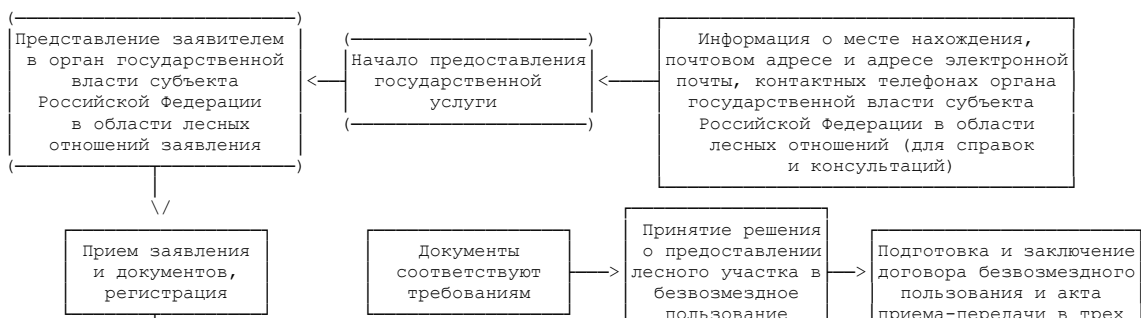 Представление заявителем
в орган государственной
власти субъекта
Российской Федерации
в области лесных
отношений заявления
Начало предоставления
государственной
услуги
Информация о месте нахождения,
почтовом адресе и адресе электронной
почты, контактных телефонах органа
государственной власти субъекта
Российской Федерации в области
лесных отношений (для справок
и консультаций)
Прием заявления
и документов,
регистрация
Документы
соответствуют
требованиям
Принятие решения
о предоставлении
лесного участка в
безвозмездное
пользование
Подготовка и заключение
договора безвозмездного
пользования и акта
приема-передачи в трех